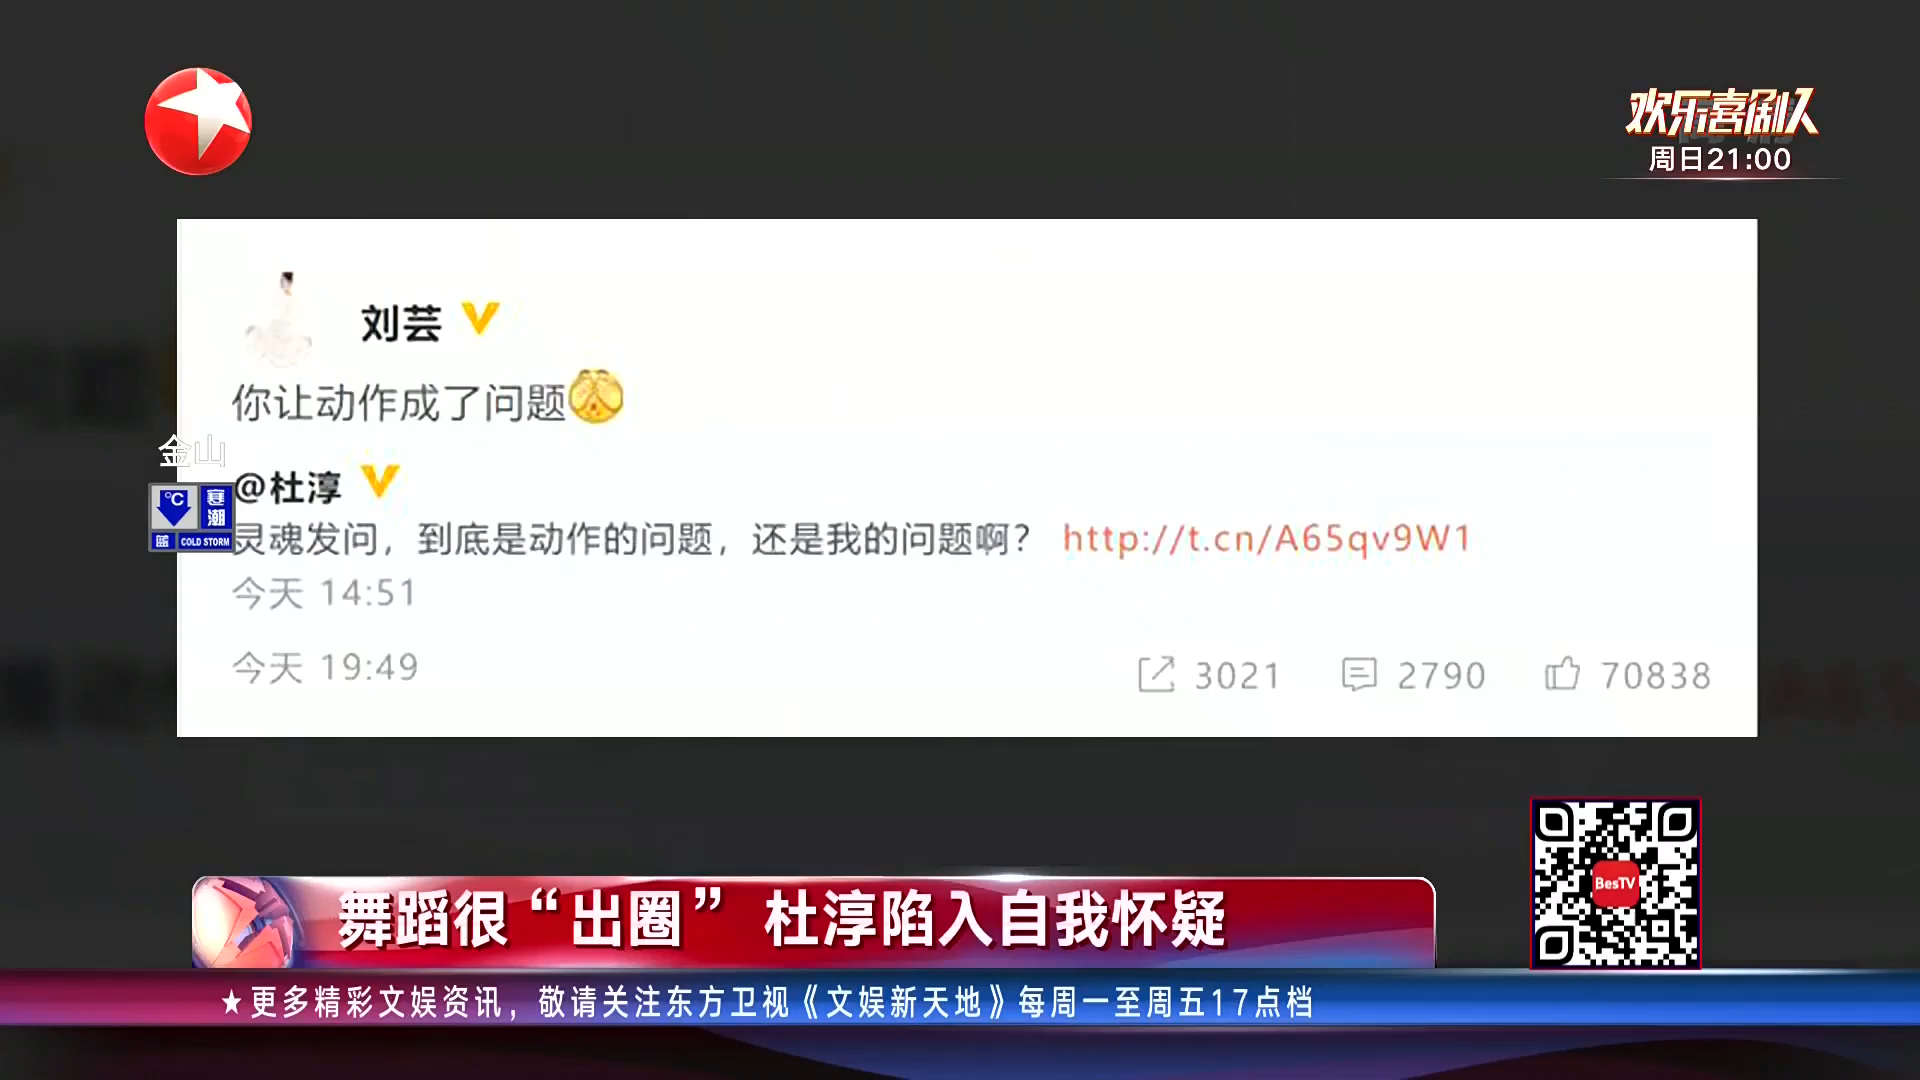 欢乐喜剧人
周日21:00
刘芸
你让动作成了问题
金山
@杜淳
℃
寒潮
蓝
COLD STORM
灵魂发问，到底是动作的问题，还是我的问题啊？ http://t.cn/A65qv9W1
今天 14:51
今天 19:49
3021 2790 70838
BesTV
舞蹈很“出圈” 杜淳陷入自我怀疑
★更多精彩文娱资讯，敬请关注东方卫视《文娱新天地》每周一至周五17点档